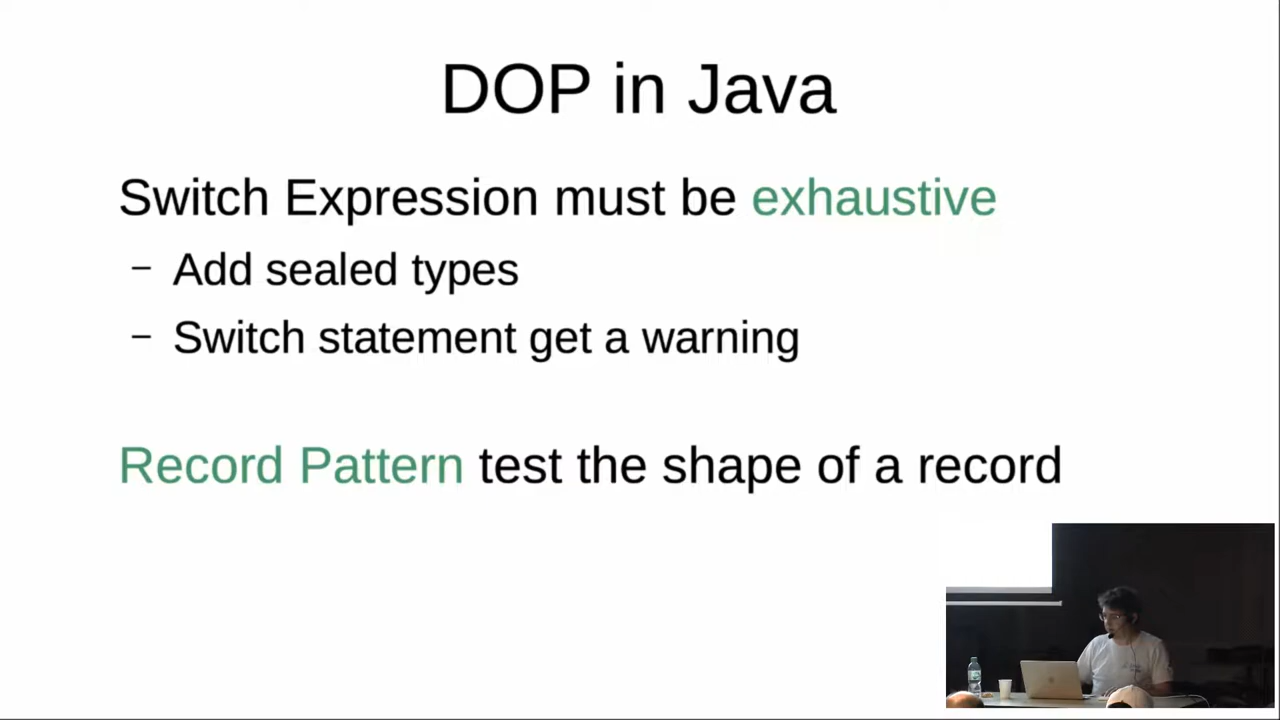 DOP in Java
Switch Expression must be exhaustive
– Add sealed types
– Switch statement get a warning
Record Pattern test the shape of a record